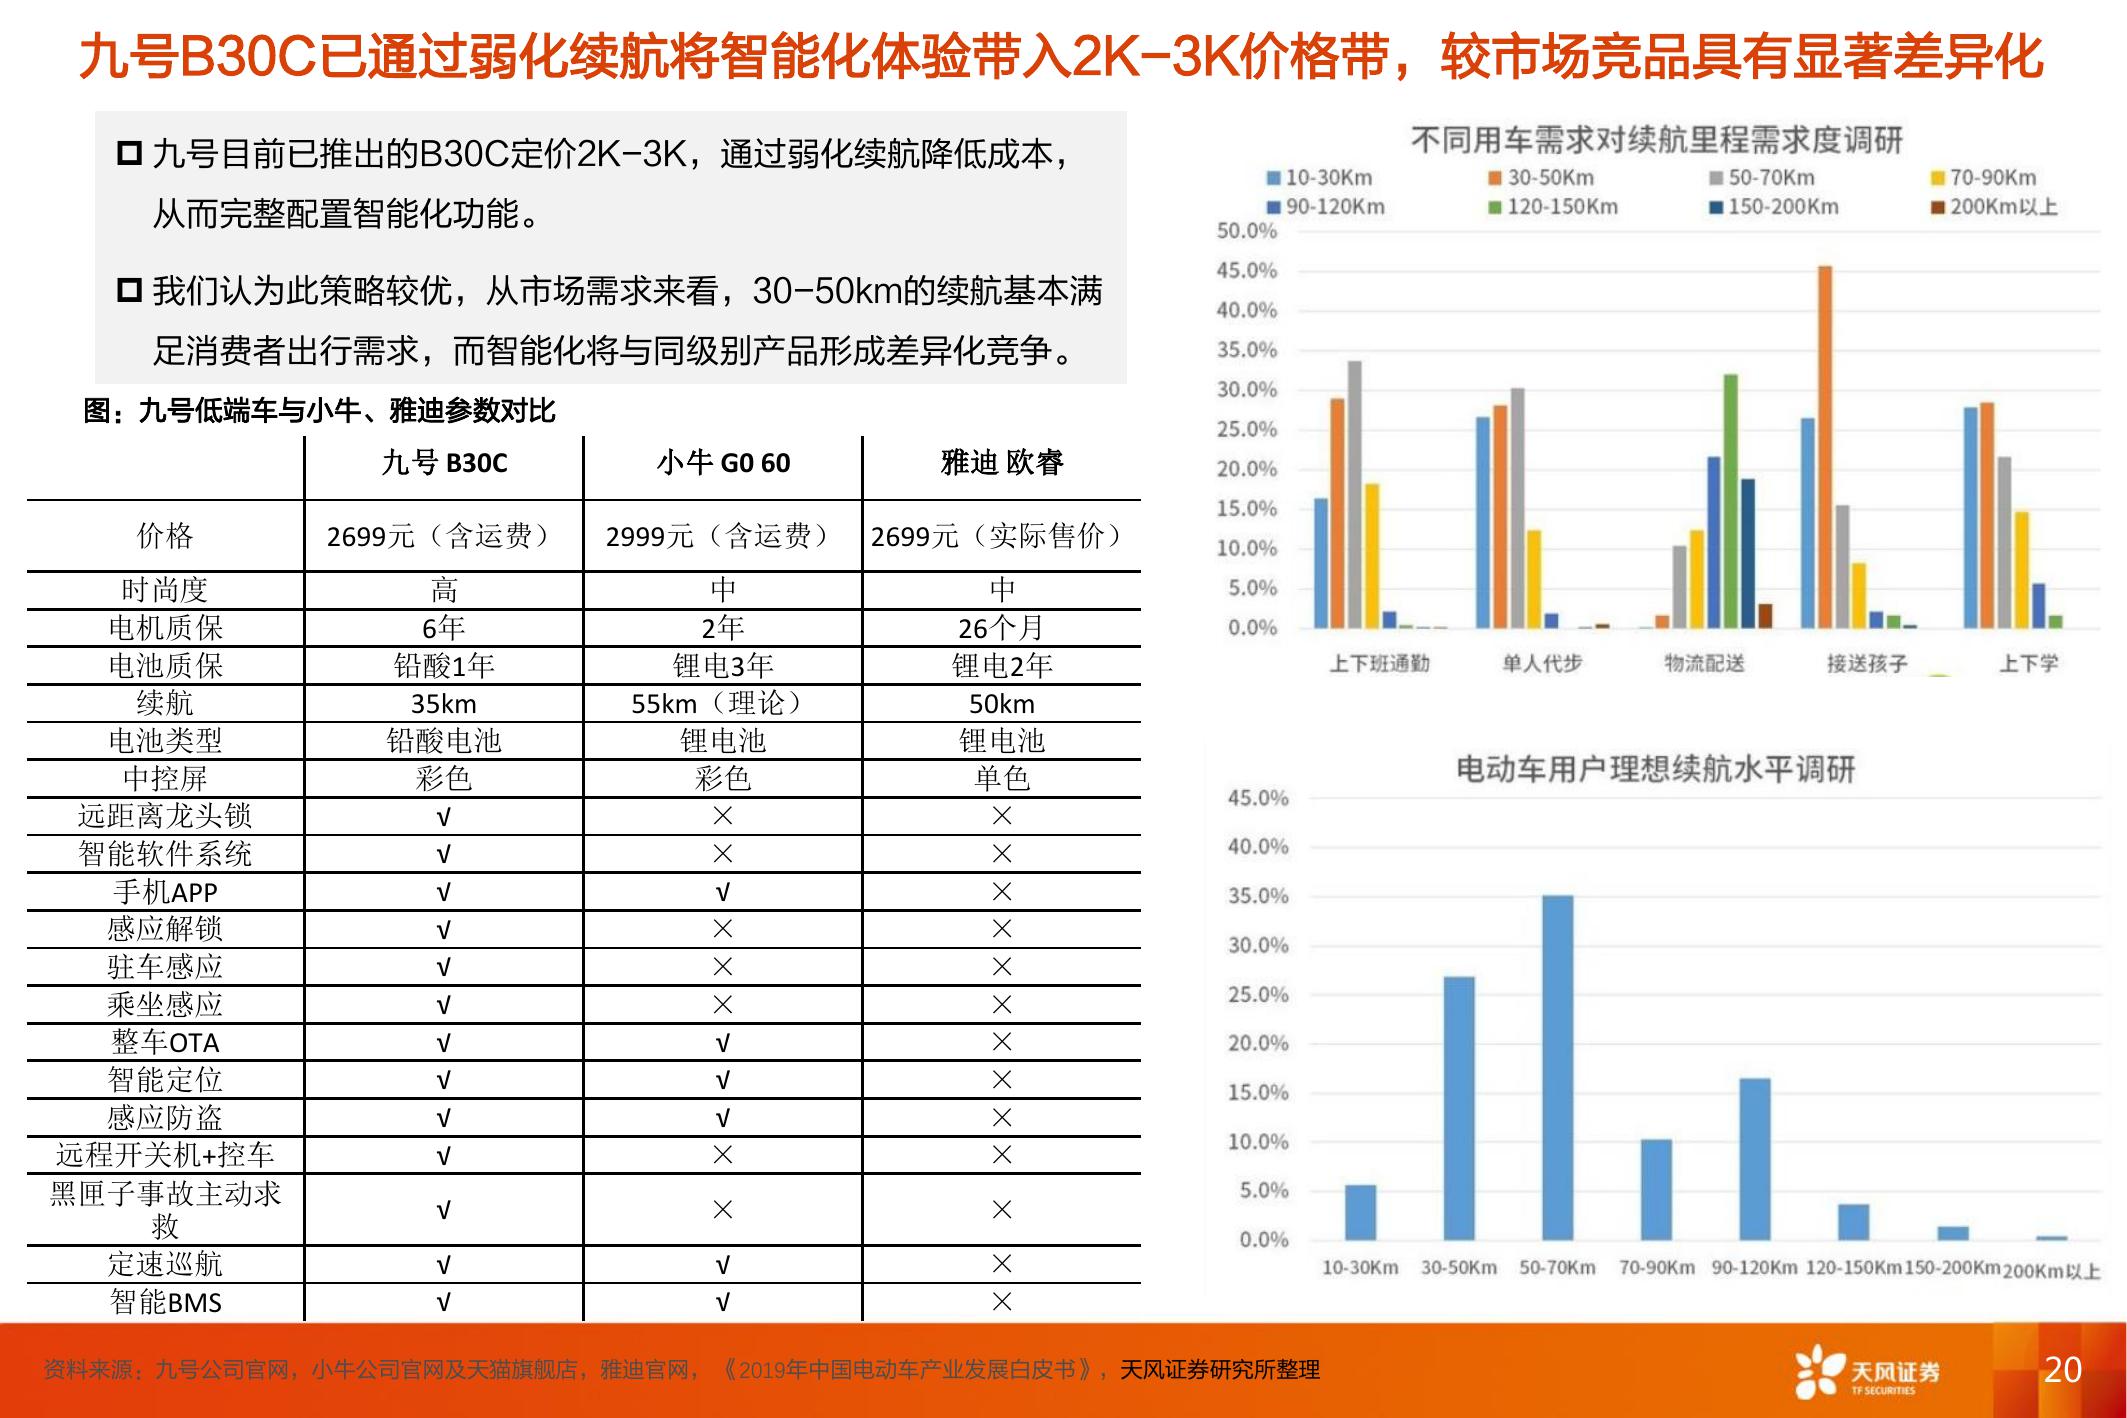 九号B30C已通过弱化续航将智能化体验带入2K-3K价格带，较市场竞品具有显著差异化
九号目前已推出的B30C定价2K-3K，通过弱化续航降低成本，
从而完整配置智能化功能。
我们认为此策略较优，从市场需求来看，30-50km的续航基本满
足消费者出行需求，而智能化将与同级别产品形成差异化竞争。
图：九号低端车与小牛、雅迪参数对比
九号 B30C 小牛 G0 60 雅迪 欧睿
价格 2699元（含运费） 2999元（含运费） 2699元（实际售价）
时尚度 高 中 中
电机质保 6年 2年 26个月
电池质保 铅酸1年 锂电3年 锂电2年
续航 35km 55km（理论） 50km
电池类型 铅酸电池 锂电池 锂电池
中控屏 彩色 彩色 单色
远距离龙头锁 √ × ×
智能软件系统 √ × ×
手机APP √ √ ×
感应解锁 √ × ×
驻车感应 √ × ×
乘坐感应 √ × ×
整车OTA √ √ ×
智能定位 √ √ ×
感应防盗 √ √ ×
远程开关机+控车 √ × ×
黑匣子事故主动求
救 √ × ×
定速巡航 √ √ ×
智能BMS √ √ ×
不同用车需求对续航里程需求度调研
10-30Km 30-50Km 50-70Km 70-90Km
90-120Km 120-150Km 150-200Km 200Km以上
50.0%
45.0%
40.0%
35.0%
30.0%
25.0%
20.0%
15.0%
10.0%
5.0%
0.0%
上下班通勤 单人代步 物流配送 接送孩子 上下学
电动车用户理想续航水平调研
45.0%
40.0%
35.0%
30.0%
25.0%
20.0%
15.0%
10.0%
5.0%
0.0%
10-30Km 30-50Km 50-70Km 70-90Km 90-120Km 120-150Km 150-200Km 200Km以上
资料来源：九号公司官网，小牛公司官网及天猫旗舰店，雅迪官网，《2019年中国电动车产业发展白皮书》，天风证券研究所整理
天风证券
TF SECURITIES
20